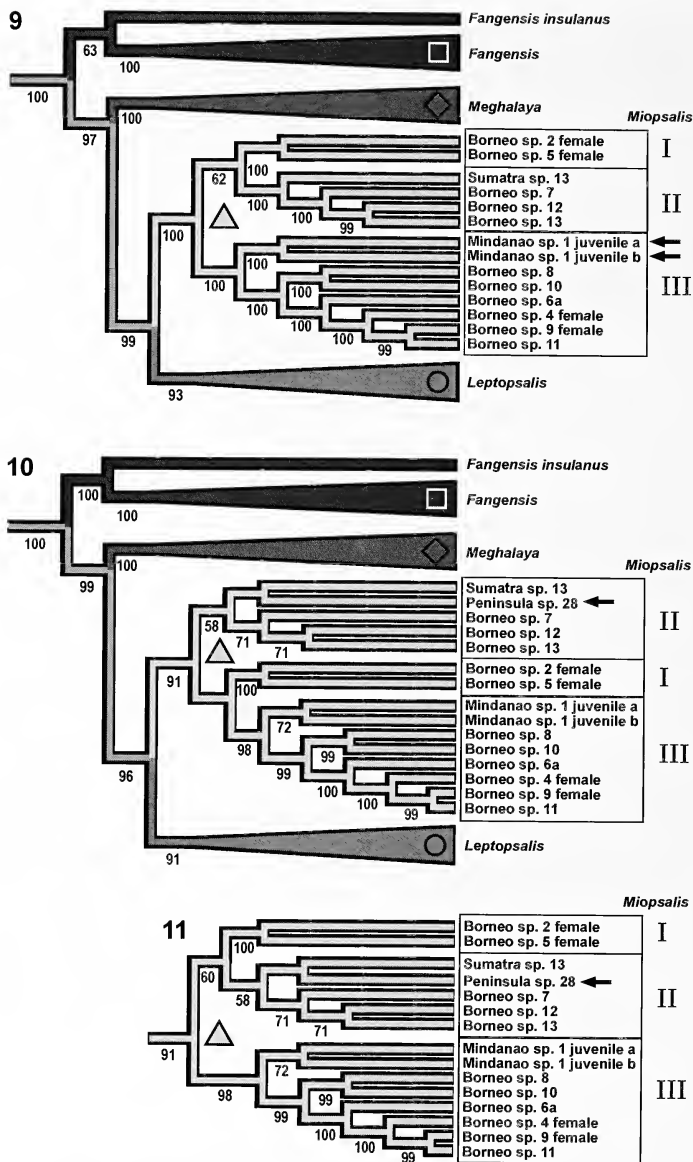 9
Fangensis insulanus
63
100
Fangensis
100
100
Meghalaya
97
Miopsalis
Borneo sp. 2 female
Borneo sp. 5 female
I
100
62
Sumatra sp. 13
Borneo sp. 7
Borneo sp. 12
Borneo sp. 13
II
100
100
99
100
Mindanao sp. 1 juvenile a
Mindanao sp. 1 juvenile b
Borneo sp. 8
Borneo sp. 10
Borneo sp. 6a
Borneo sp. 4 female
Borneo sp. 9 female
Borneo sp. 11
III
100
100
100
100
100
100
99
99
93
Leptopsalis
10
Fangensis insulanus
100
100
Fangensis
100
100
Meghalaya
99
Miopsalis
Sumatra sp. 13
Peninsula sp. 28
Borneo sp. 7
Borneo sp. 12
Borneo sp. 13
II
58
71
71
91
Borneo sp. 2 female
Borneo sp. 5 female
I
100
Mindanao sp. 1 juvenile a
Mindanao sp. 1 juvenile b
Borneo sp. 8
Borneo sp. 10
Borneo sp. 6a
Borneo sp. 4 female
Borneo sp. 9 female
Borneo sp. 11
III
98
72
99
99
100
100
99
96
91
Leptopsalis
Miopsalis
11
Borneo sp. 2 female
Borneo sp. 5 female
I
100
60
Sumatra sp. 13
Peninsula sp. 28
Borneo sp. 7
Borneo sp. 12
Borneo sp. 13
II
58
71
71
91
Mindanao sp. 1 juvenile a
Mindanao sp. 1 juvenile b
Borneo sp. 8
Borneo sp. 10
Borneo sp. 6a
Borneo sp. 4 female
Borneo sp. 9 female
Borneo sp. 11
III
98
72
99
99
100
100
99